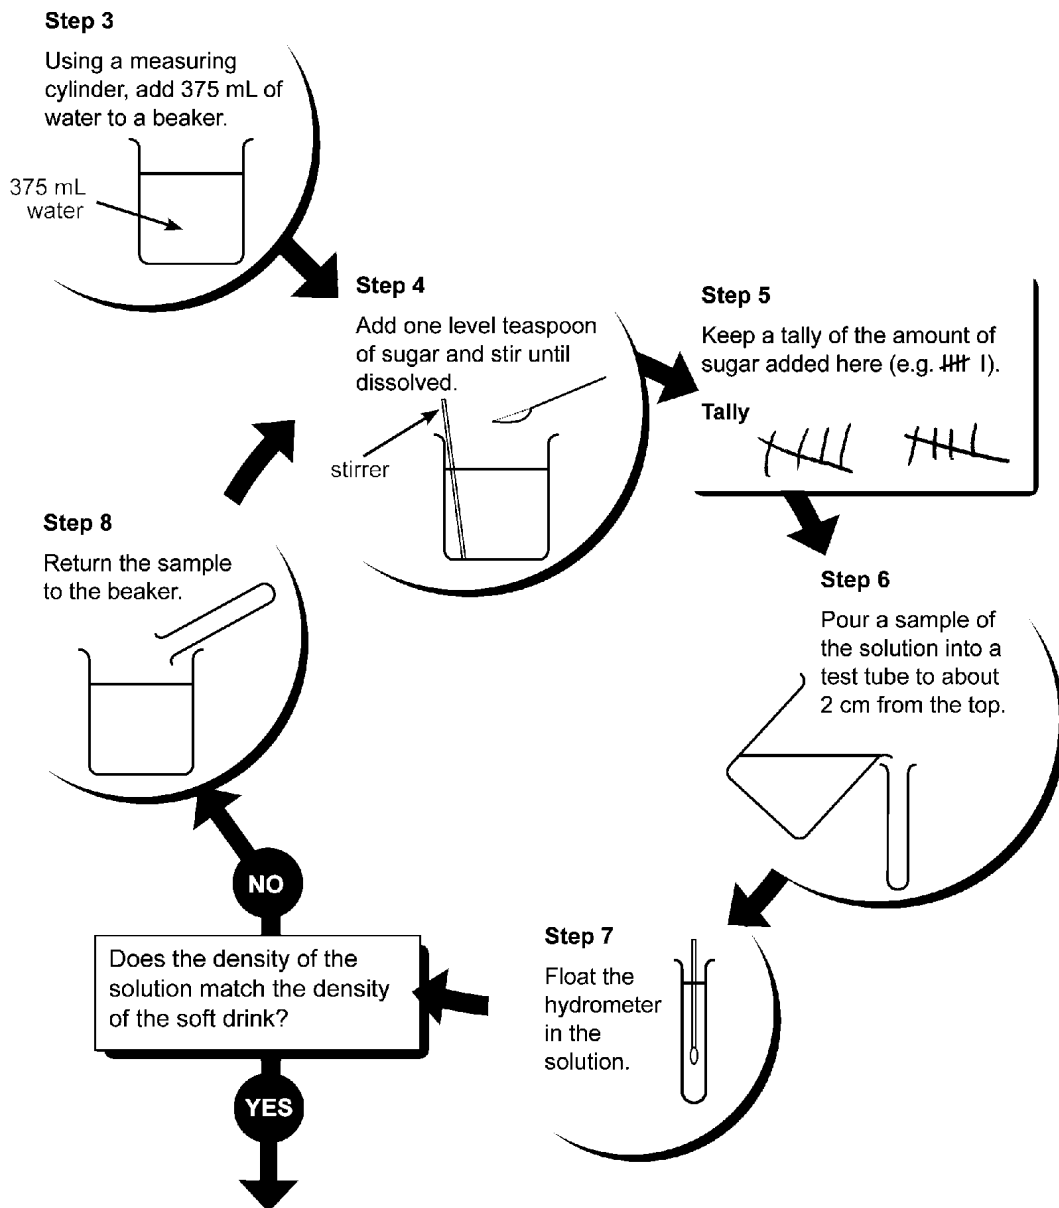 Step 3
Using a measuring
cylinder, add 375 mL of
water to a beaker.
375 mL
water
Step 4
Add one level teaspoon
of sugar and stir until
dissolved.
stirrer
Step 5
Keep a tally of the amount of
sugar added here (e.g. 𝍸 I).
Tally
𝍸 𝍸
Step 6
Pour a sample of
the solution into a
test tube to about
2 cm from the top.
Step 7
Float the
hydrometer
in the
solution.
Does the density of the
solution match the density
of the soft drink?
NO
YES
Step 8
Return the sample
to the beaker.